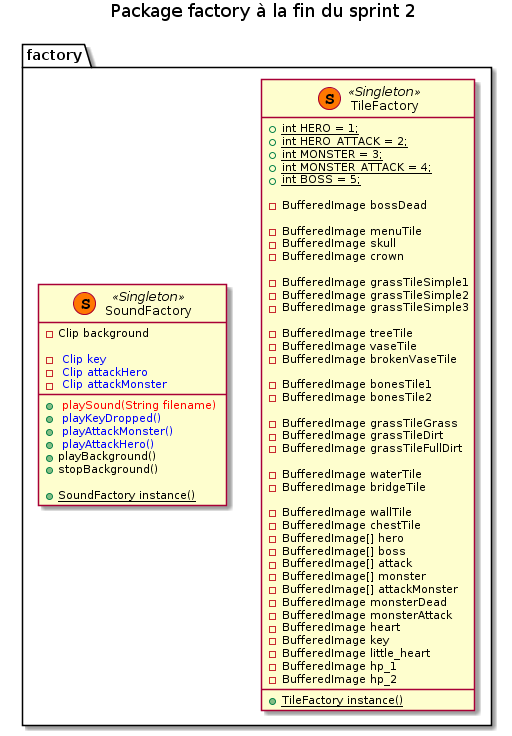 Package factory à la fin du sprint 2
factory
S
«Singleton»
SoundFactory
Clip background
Clip key
Clip attackHero
Clip attackMonster
playSound(String filename)
playKeyDropped()
playAttackMonster()
playAttackHero()
playBackground()
stopBackground()
SoundFactory instance()
S
«Singleton»
TileFactory
int HERO = 1;
int HERO_ATTACK = 2;
int MONSTER = 3;
int MONSTER_ATTACK = 4;
int BOSS = 5;
BufferedImage bossDead
BufferedImage menuTile
BufferedImage skull
BufferedImage crown
BufferedImage grassTileSimple1
BufferedImage grassTileSimple2
BufferedImage grassTileSimple3
BufferedImage treeTile
BufferedImage vaseTile
BufferedImage brokenVaseTile
BufferedImage bonesTile1
BufferedImage bonesTile2
BufferedImage grassTileGrass
BufferedImage grassTileDirt
BufferedImage grassTileFullDirt
BufferedImage waterTile
BufferedImage bridgeTile
BufferedImage wallTile
BufferedImage chestTile
BufferedImage[] hero
BufferedImage[] boss
BufferedImage[] attack
BufferedImage[] monster
BufferedImage[] attackMonster
BufferedImage monsterDead
BufferedImage monsterAttack
BufferedImage heart
BufferedImage key
BufferedImage little_heart
BufferedImage hp_1
BufferedImage hp_2
TileFactory instance()